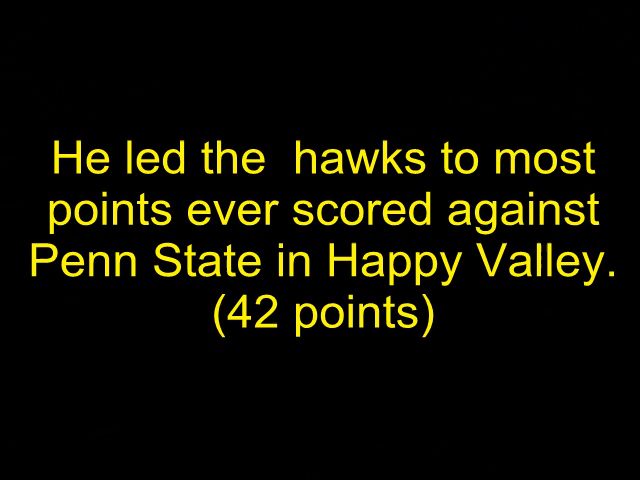 He led the  hawks to most
points ever scored against
Penn State in Happy Valley.
(42 points)